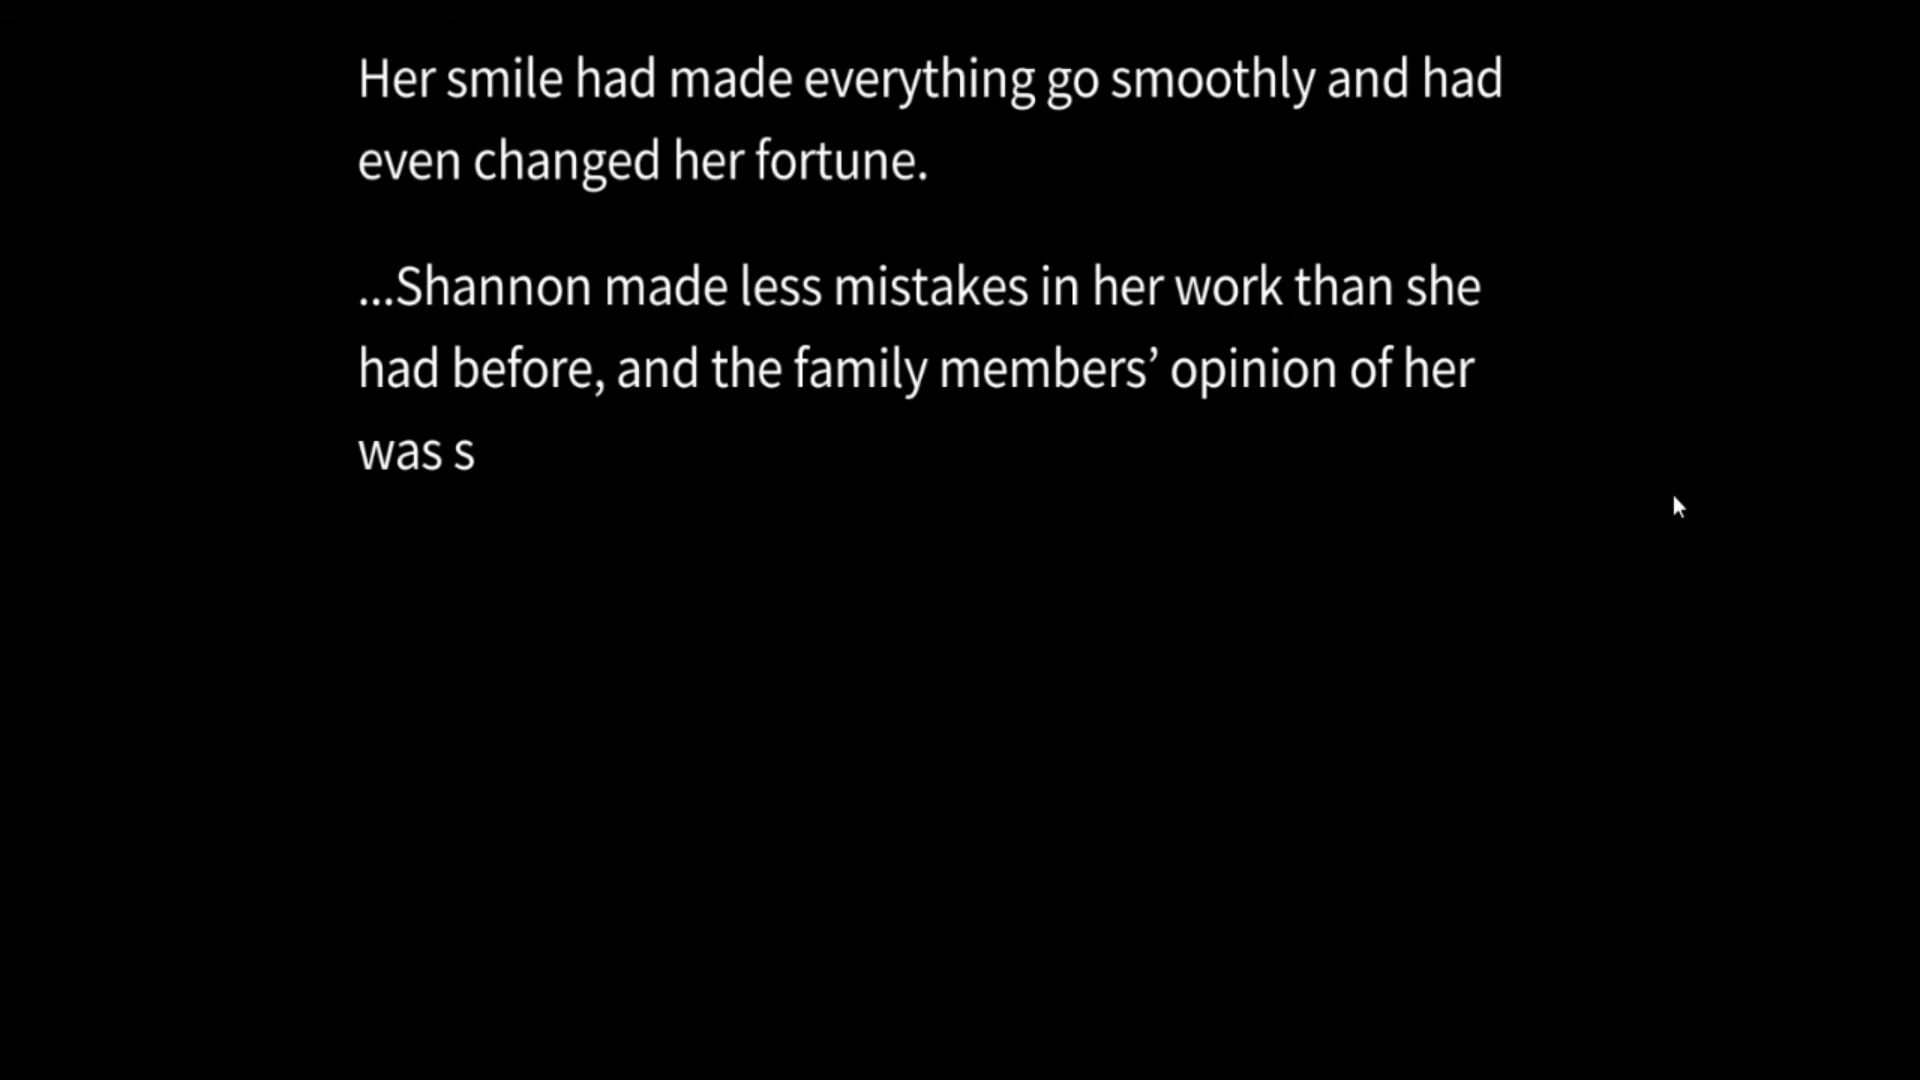 Her smile had made everything go smoothly and had
even changed her fortune.
...Shannon made less mistakes in her work than she
had before, and the family members’ opinion of her
was s